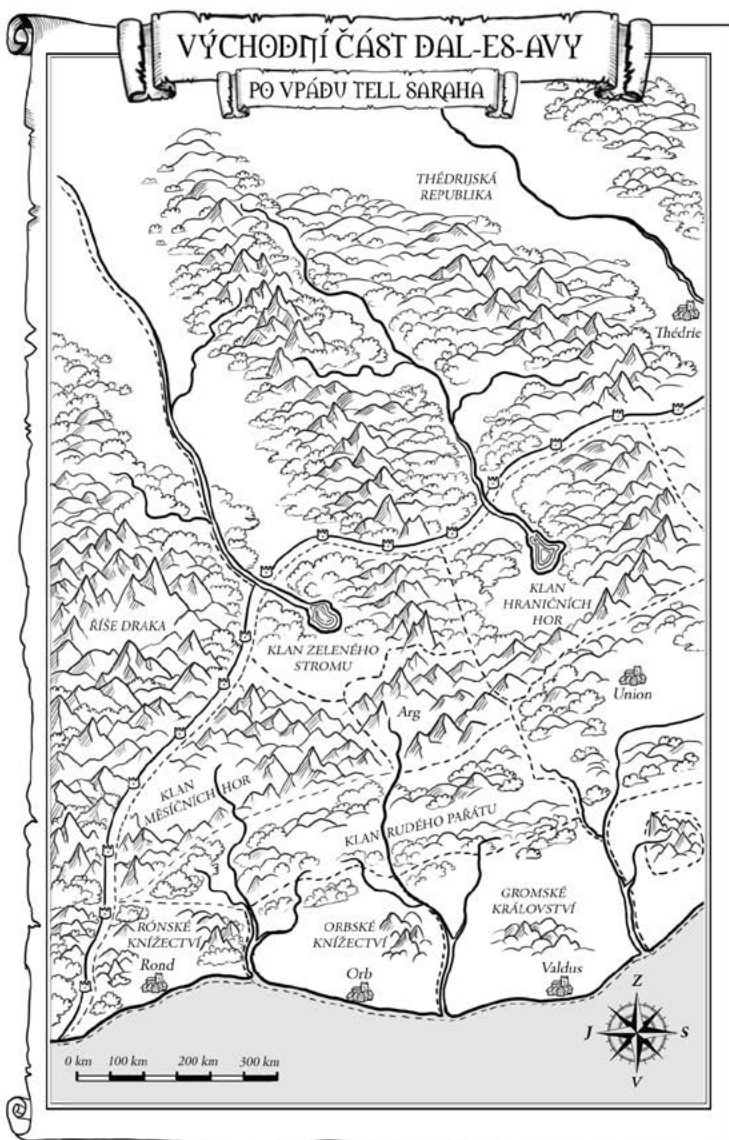 VÝCHODNÍ ČÁST DAL-ES-AVY
PO VPÁDU TELL SARAHA
THÉDRIJSKÁ
REPUBLIKA
Thédrie
KLAN
HRANIČNÍCH
HOR
ŘÍŠE DRAKA
KLAN ZELENÉHO
STROMU
Union
Arg
KLAN
MĚSÍČNÍCH HOR
KLAN RUDÉHO PAŘÁTU
GROMSKÉ
KRÁLOVSTVÍ
RÓNSKÉ
KNÍŽECTVÍ
ORBSKÉ
KNÍŽECTVÍ
Rond
Orb
Valdus
Z
J S
V
0 km 100 km 200 km 300 km